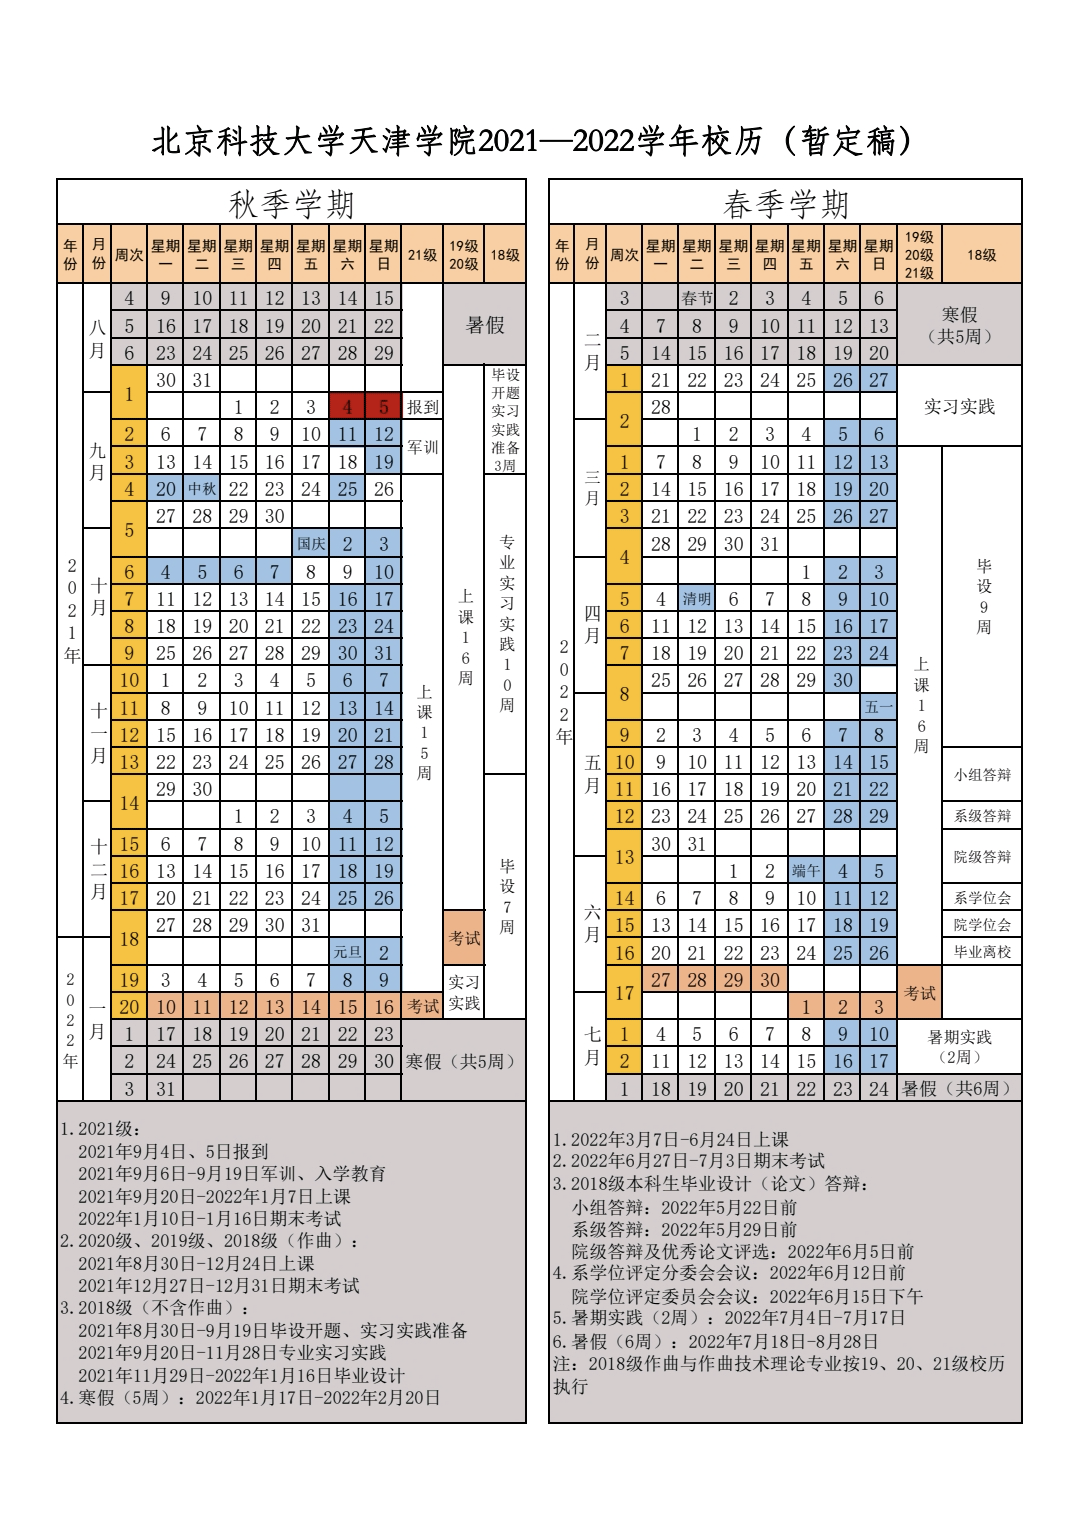 北京科技大学天津学院2021—2022学年校历（暂定稿）
秋季学期
年份 月份 周次 星期一 星期二 星期三 星期四 星期五 星期六 星期日 21级 19级20级 18级
2021年
八月
4 9 10 11 12 13 14 15
5 16 17 18 19 20 21 22
6 23 24 25 26 27 28 29
暑假
1 30 31
九月
1 2 3 4 5 报到
2 6 7 8 9 10 11 12
3 13 14 15 16 17 18 19
军训
毕设开题实习实践准备3周
4 20 中秋 22 23 24 25 26
5 27 28 29 30
十月
国庆 2 3
6 4 5 6 7 8 9 10
7 11 12 13 14 15 16 17
8 18 19 20 21 22 23 24
9 25 26 27 28 29 30 31
专业实习实践10周
上课16周
上课15周
十一月
10 1 2 3 4 5 6 7
11 8 9 10 11 12 13 14
12 15 16 17 18 19 20 21
13 22 23 24 25 26 27 28
14 29 30
十二月
1 2 3 4 5
15 6 7 8 9 10 11 12
16 13 14 15 16 17 18 19
17 20 21 22 23 24 25 26
18 27 28 29 30 31
毕设7周
考试
2022年
一月
元旦 2
19 3 4 5 6 7 8 9
实习实践
20 10 11 12 13 14 15 16 考试
1 17 18 19 20 21 22 23
2 24 25 26 27 28 29 30
3 31
寒假（共5周）
1.2021级：
2021年9月4日、5日报到
2021年9月6日-9月19日军训、入学教育
2021年9月20日-2022年1月7日上课
2022年1月10日-1月16日期末考试
2.2020级、2019级、2018级（作曲）：
2021年8月30日-12月24日上课
2021年12月27日-12月31日期末考试
3.2018级（不含作曲）：
2021年8月30日-9月19日毕设开题、实习实践准备
2021年9月20日-11月28日专业实习实践
2021年11月29日-2022年1月16日毕业设计
4.寒假（5周）：2022年1月17日-2022年2月20日
春季学期
年份 月份 周次 星期一 星期二 星期三 星期四 星期五 星期六 星期日 19级20级21级 18级
2022年
二月
3 春节 2 3 4 5 6
4 7 8 9 10 11 12 13
5 14 15 16 17 18 19 20
寒假（共5周）
1 21 22 23 24 25 26 27
2 28
实习实践
三月
1 2 3 4 5 6
1 7 8 9 10 11 12 13
2 14 15 16 17 18 19 20
3 21 22 23 24 25 26 27
4 28 29 30 31
四月
1 2 3
5 4 清明 6 7 8 9 10
6 11 12 13 14 15 16 17
7 18 19 20 21 22 23 24
8 25 26 27 28 29 30
毕设9周
上课16周
五月
五一
9 2 3 4 5 6 7 8
10 9 10 11 12 13 14 15
11 16 17 18 19 20 21 22
小组答辩
12 23 24 25 26 27 28 29 系级答辩
13 30 31
院级答辩
六月
1 2 端午 4 5
14 6 7 8 9 10 11 12 系学位会
15 13 14 15 16 17 18 19 院学位会
16 20 21 22 23 24 25 26 毕业离校
17 27 28 29 30
考试
七月
1 2 3
1 4 5 6 7 8 9 10
2 11 12 13 14 15 16 17
暑期实践（2周）
1 18 19 20 21 22 23 24 暑假（共6周）
1.2022年3月7日-6月24日上课
2.2022年6月27日-7月3日期末考试
3.2018级本科生毕业设计（论文）答辩：
小组答辩：2022年5月22日前
系级答辩：2022年5月29日前
院级答辩及优秀论文评选：2022年6月5日前
4.系学位评定分委会会议：2022年6月12日前
院学位评定委员会会议：2022年6月15日下午
5.暑期实践（2周）：2022年7月4日-7月17日
6.暑假（6周）：2022年7月18日-8月28日
注：2018级作曲与作曲技术理论专业按19、20、21级校历
执行